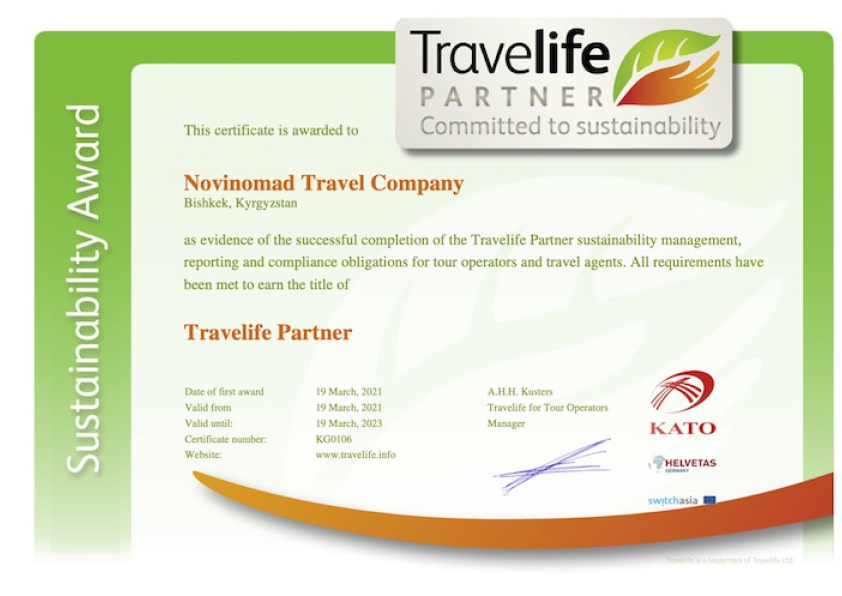 Travelife
PARTNER
Committed to sustainability
Sustainability Award
This certificate is awarded to
Novinomad Travel Company
Bishkek, Kyrgyzstan
as evidence of the successful completion of the Travelife Partner sustainability management,
reporting and compliance obligations for tour operators and travel agents. All requirements have
been met to earn the title of
Travelife Partner
Date of first award 19 March, 2021
Valid from 19 March, 2021
Valid until: 19 March, 2023
Certificate number: KG0106
Website: www.travelife.info
A.H.H. Kusters
Travelife for Tour Operators
Manager
KATO
HELVETAS
GERMANY
switchasia
Travelife is a trademark of Travelife Ltd.